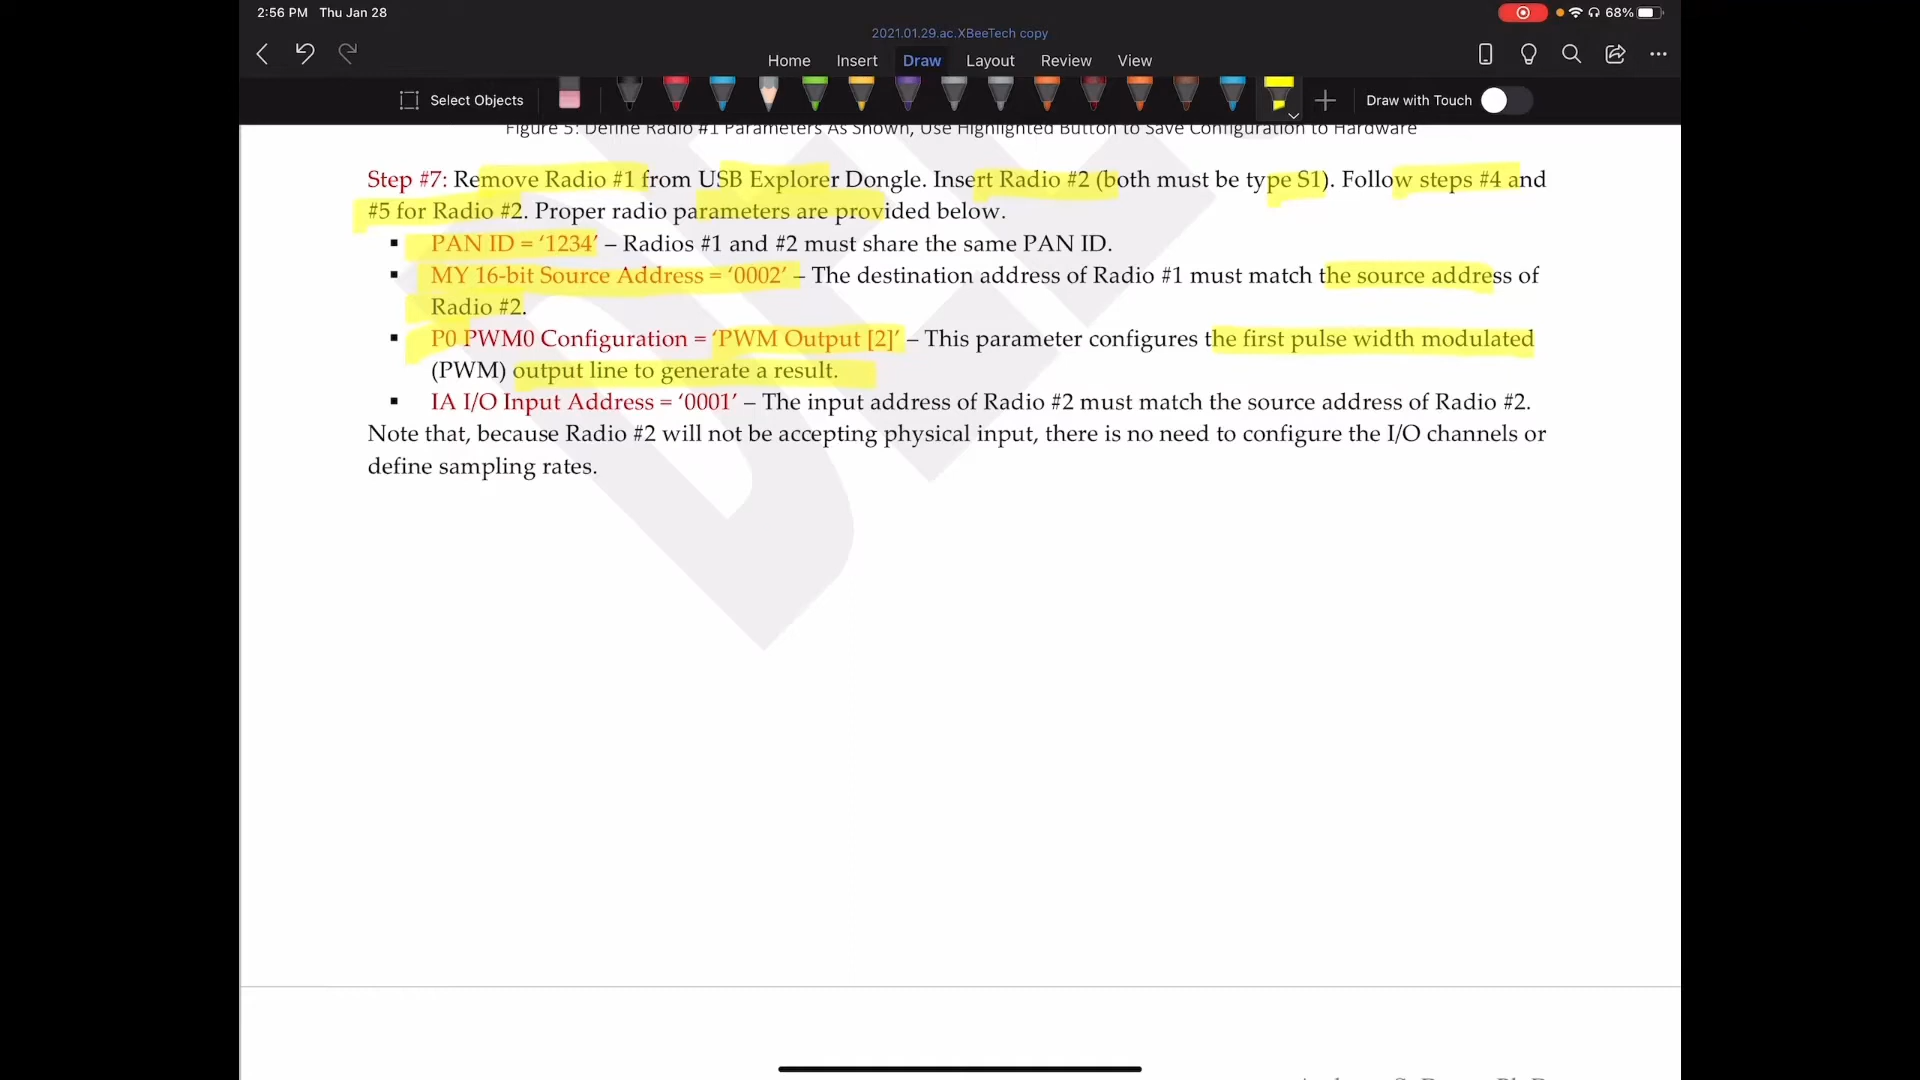 2:56 PM Thu Jan 28
68%
2021.01.29.ac.XBeeTech copy
Home Insert Draw Layout Review View
Select Objects
Draw with Touch
Figure 5: Define Radio #1 Parameters As Shown, Use Highlighted Button to Save Configuration to Hardware
Step #7: Remove Radio #1 from USB Explorer Dongle. Insert Radio #2 (both must be type S1). Follow steps #4 and
#5 for Radio #2. Proper radio parameters are provided below.
▪ PAN ID = ‘1234’ – Radios #1 and #2 must share the same PAN ID.
▪ MY 16-bit Source Address = ‘0002’ – The destination address of Radio #1 must match the source address of
Radio #2.
▪ P0 PWM0 Configuration = ‘PWM Output [2]’ – This parameter configures the first pulse width modulated
(PWM) output line to generate a result.
▪ IA I/O Input Address = ‘0001’ – The input address of Radio #2 must match the source address of Radio #2.
Note that, because Radio #2 will not be accepting physical input, there is no need to configure the I/O channels or
define sampling rates.